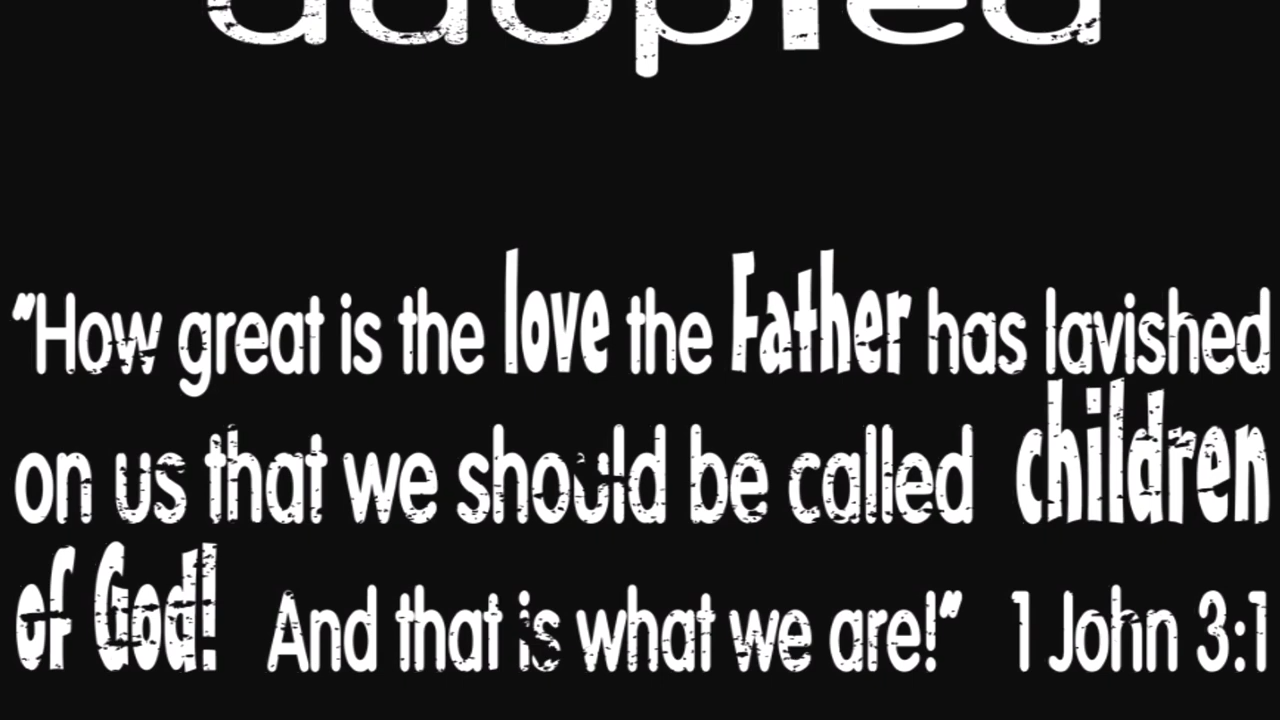 adopted
“How great is the love the Father has lavished
on us that we should be called children
of God! And that is what we are!” 1 John 3:1